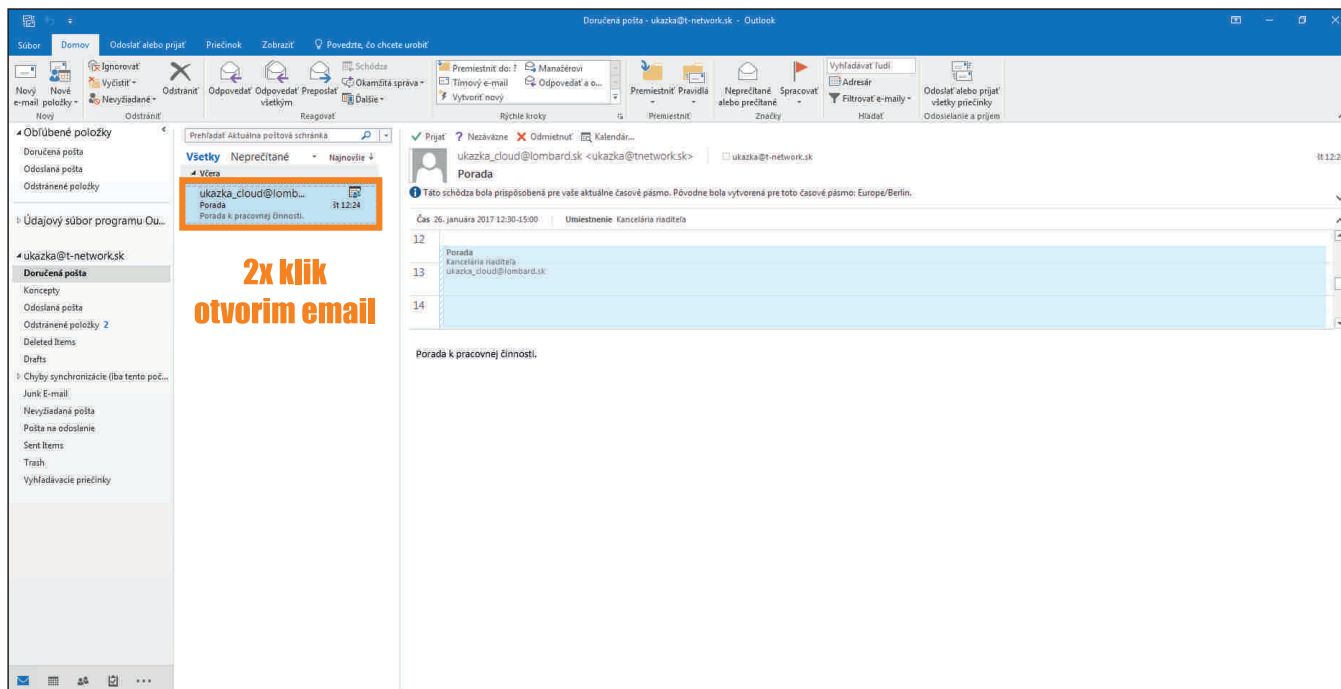 Doručená pošta - ukazka@t-network.sk - Outlook
Súbor Domov Odoslať alebo prijať Priečinok Zobraziť Povedzte, čo chcete urobiť
Nový e-mail
Nové položky
Nový
Ignorovať
Vyčistiť
Nevyžiadané
Odstrániť
Odstrániť
Odpovedať
Odpovedať všetkým
Preposlať
Schôdza
Okamžitá správa
Ďalšie
Reagovať
Premiestniť do: ?
Tímový e-mail
Vytvoriť nový
Manažérovi
Odpovedať a o...
Rýchle kroky
Premiestniť
Pravidlá
Premiestniť
Neprečítané alebo prečítané
Spracovať
Značky
Vyhľadávať ľudí
Adresár
Filtrovať e-maily
Hľadať
Odoslať alebo prijať
všetky priečinky
Odosielanie a príjem
Obľúbené položky
Doručená pošta
Odoslaná pošta
Odstránené položky
Údajový súbor programu Ou...
ukazka@t-network.sk
Doručená pošta
Koncepty
Odoslaná pošta
Odstránené položky 2
Deleted Items
Drafts
Chyby synchronizácie (iba tento poč...
Junk E-mail
Nevyžiadaná pošta
Pošta na odoslanie
Sent Items
Trash
Vyhľadávacie priečinky
Prehľadať Aktuálna poštová schránka
Všetky Neprečítané Najnovšie
Včera
ukazka_cloud@lomb...
Porada št 12:24
Porada k pracovnej činnosti.
2x klik
otvorim email
Prijať ? Nezáväzne Odmietnuť Kalendár...
ukazka_cloud@lombard.sk <ukazka@tnetwork.sk> ukazka@t-network.sk št 12:24
Porada
Táto schôdza bola prispôsobená pre vaše aktuálne časové pásmo. Pôvodne bola vytvorená pre toto časové pásmo: Europe/Berlin.
Čas 26. januára 2017 12:30-15:00 Umiestnenie Kancelária riaditeľa
12
Porada
Kancelária riaditeľa
13 ukazka_cloud@lombard.sk
14
Porada k pracovnej činnosti.